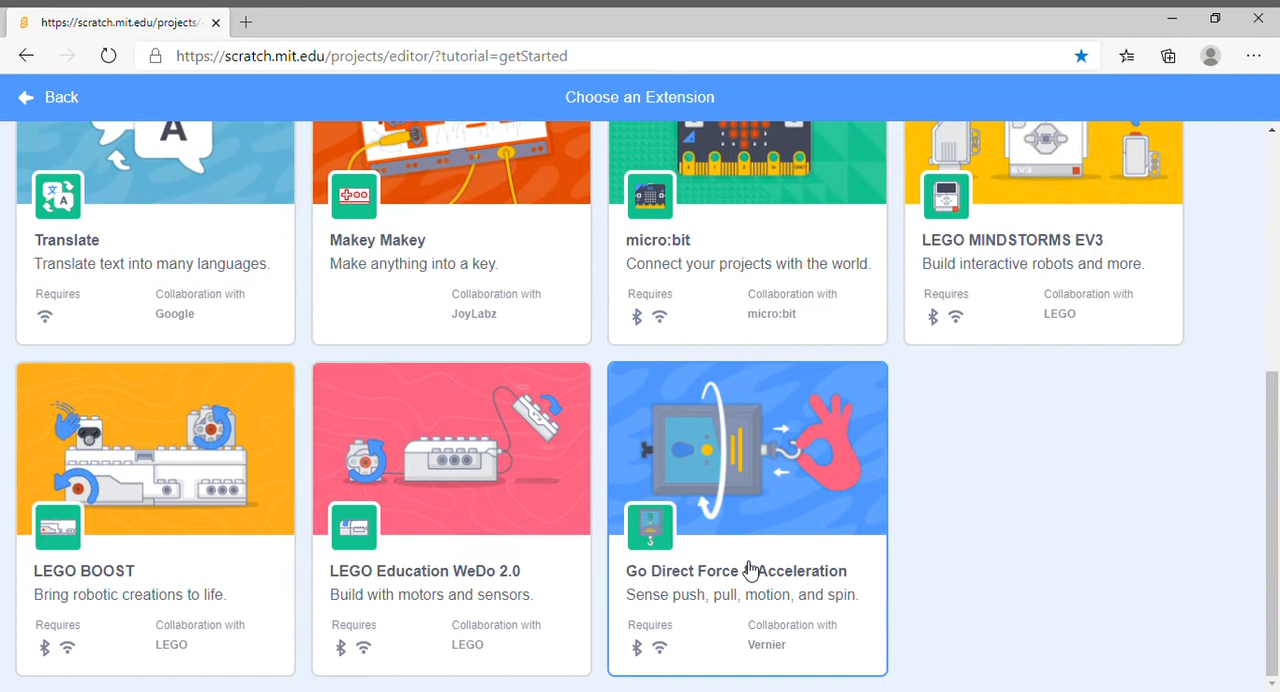 https://scratch.mit.edu/projects/
https://scratch.mit.edu/projects/editor/?tutorial=getStarted
Back
Choose an Extension
A
EV3
文 A
Translate
Translate text into many languages.
Requires
Collaboration with
Google
Makey Makey
Make anything into a key.
Collaboration with
JoyLabz
micro:bit
Connect your projects with the world.
Requires
Collaboration with
micro:bit
LEGO MINDSTORMS EV3
Build interactive robots and more.
Requires
Collaboration with
LEGO
LEGO BOOST
Bring robotic creations to life.
Requires
Collaboration with
LEGO
LEGO Education WeDo 2.0
Build with motors and sensors.
Requires
Collaboration with
LEGO
3
Go Direct Force Acceleration
Sense push, pull, motion, and spin.
Requires
Collaboration with
Vernier